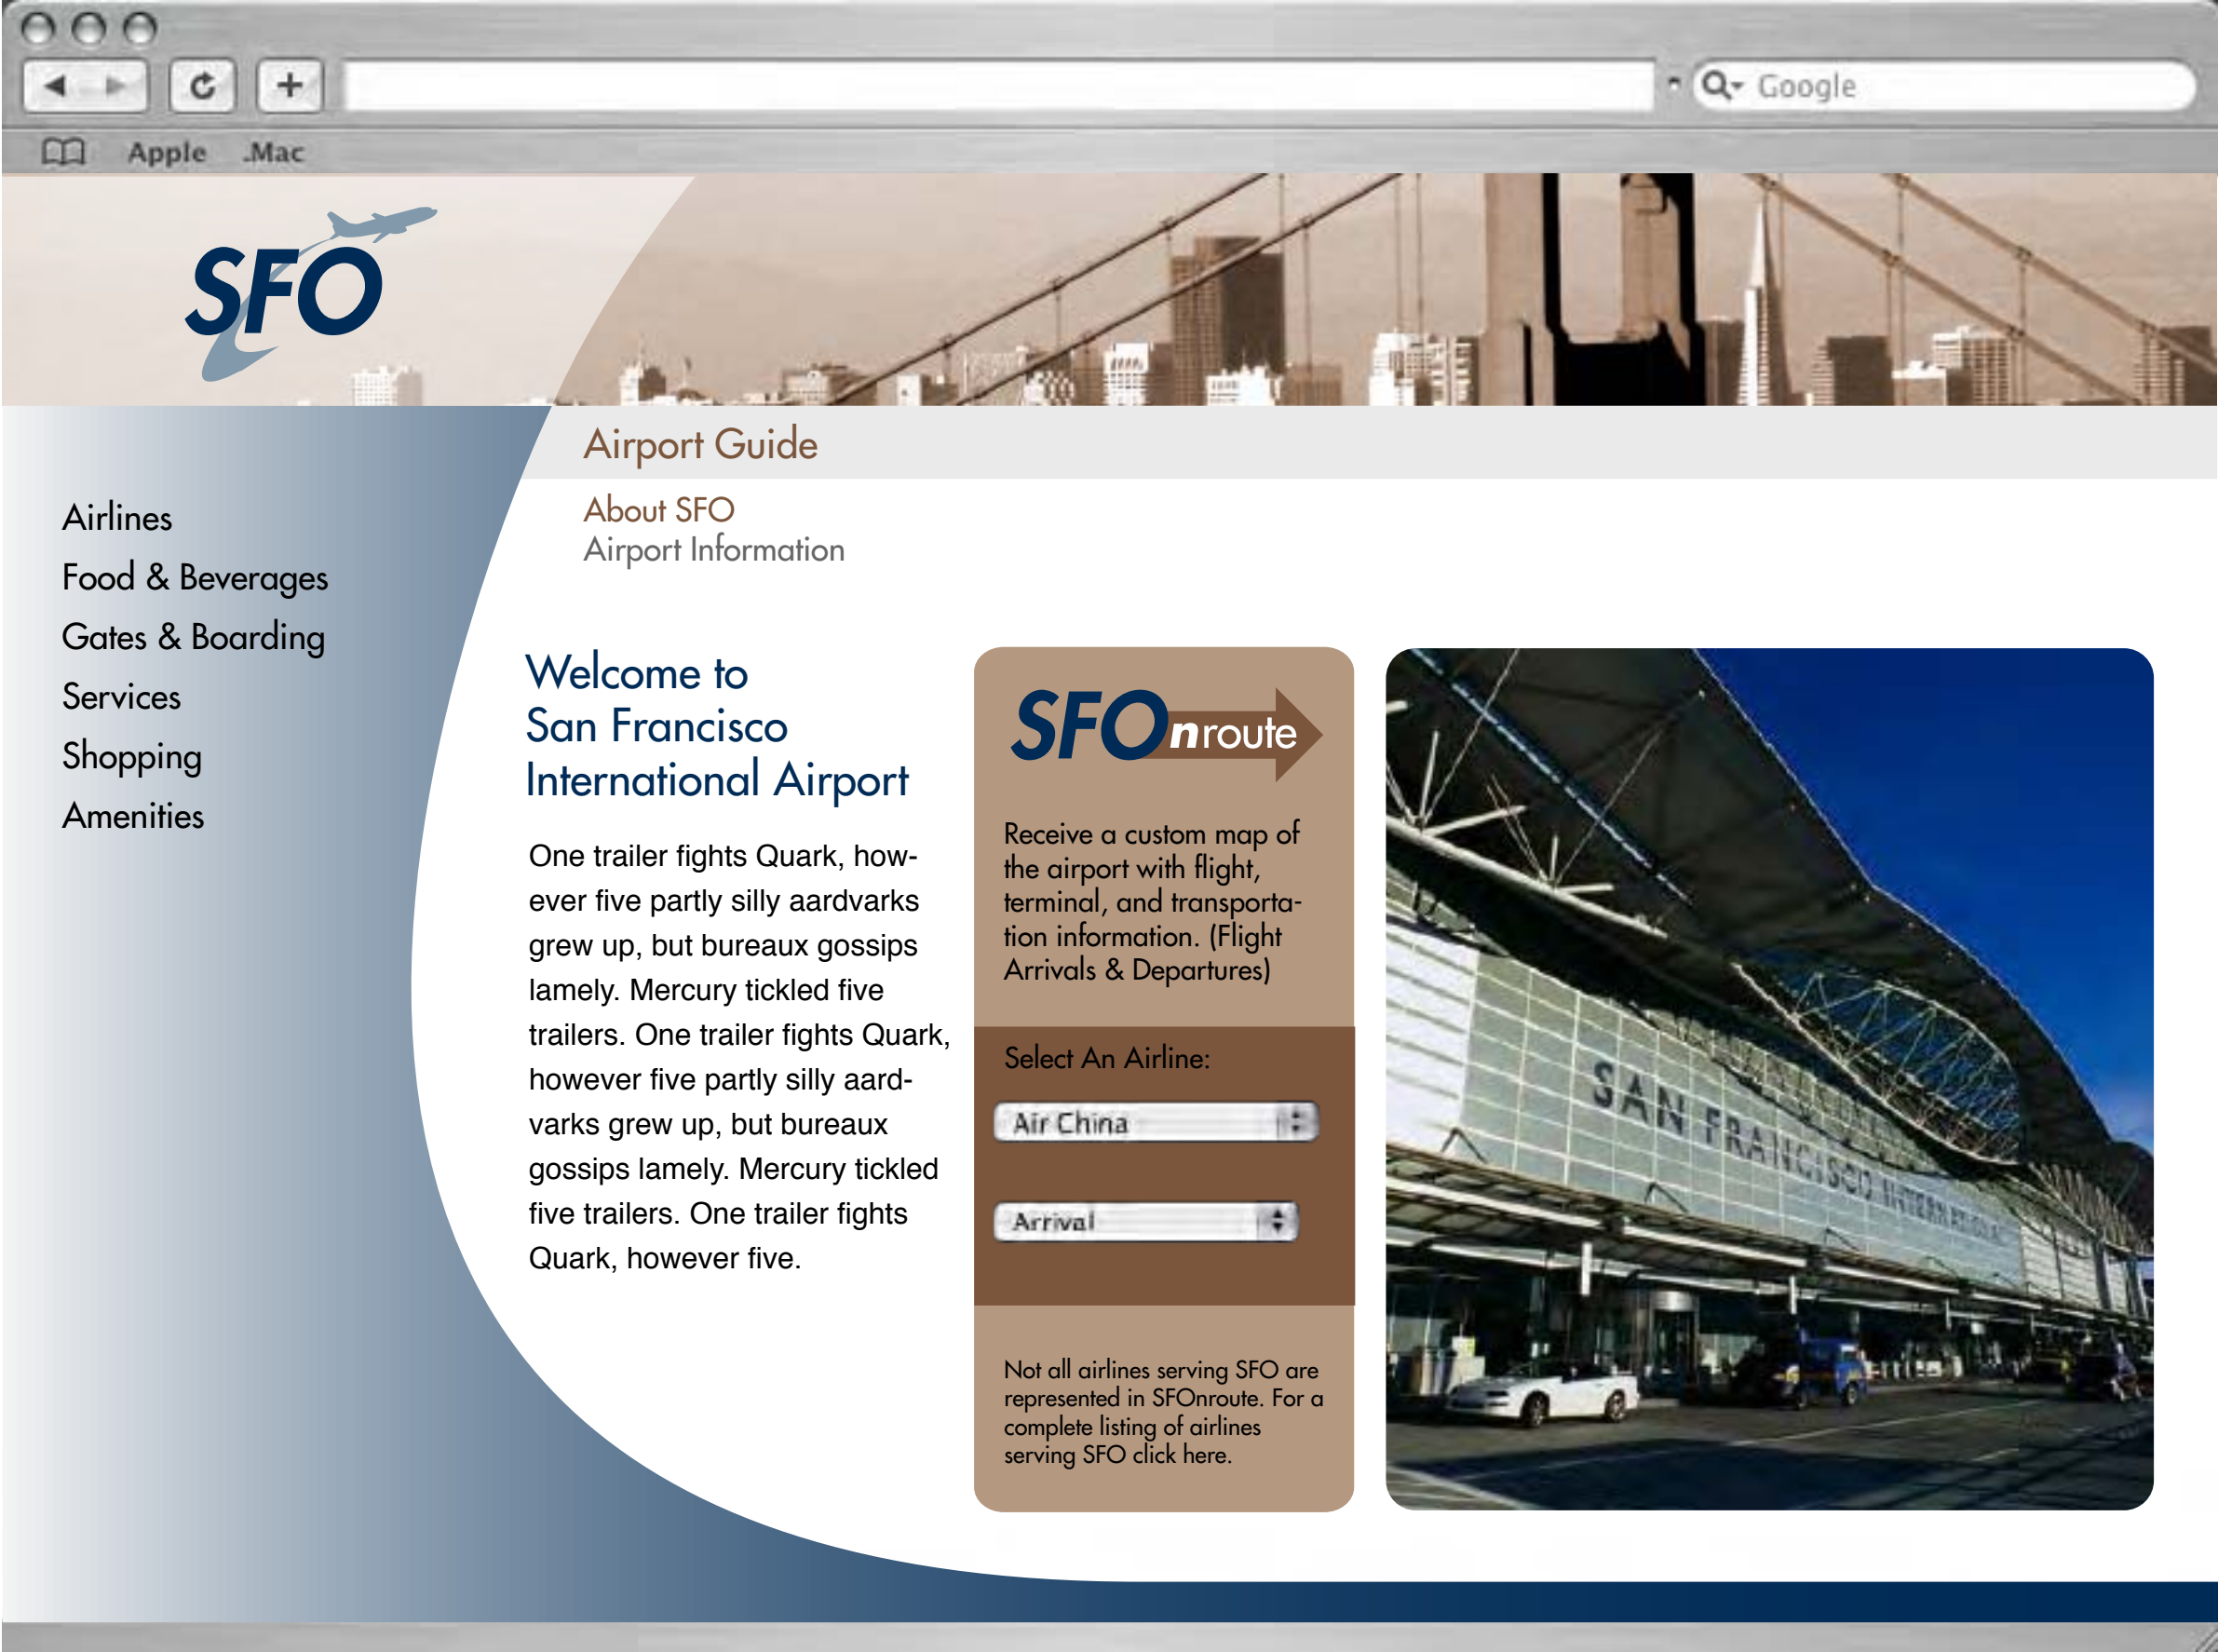 Google
Apple .Mac
SFO
Airport Guide
About SFO
Airport Information
Airlines
Food & Beverages
Gates & Boarding
Services
Shopping
Amenities
Welcome to
San Francisco
International Airport
One trailer fights Quark, how-
ever five partly silly aardvarks
grew up, but bureaux gossips
lamely. Mercury tickled five
trailers. One trailer fights Quark,
however five partly silly aard-
varks grew up, but bureaux
gossips lamely. Mercury tickled
five trailers. One trailer fights
Quark, however five.
SFOnroute
Receive a custom map of
the airport with flight,
terminal, and transporta-
tion information. (Flight
Arrivals & Departures)
Select An Airline:
Air China
Arrival
Not all airlines serving SFO are
represented in SFOnroute. For a
complete listing of airlines
serving SFO click here.
SAN FRANCISCO INTERNATIONAL